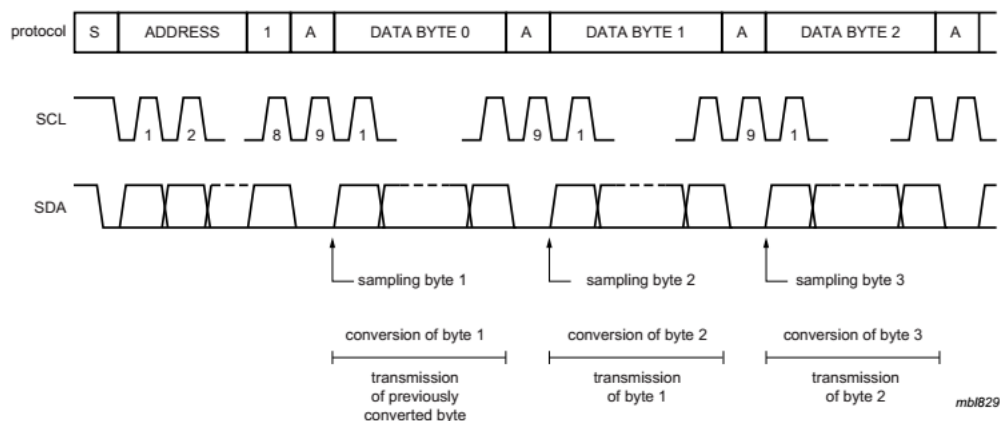 protocol S ADDRESS 1 A DATA BYTE 0 A DATA BYTE 1 A DATA BYTE 2 A
SCL 1 2 8 9 1 9 1 9 1
SDA
sampling byte 1 sampling byte 2 sampling byte 3
conversion of byte 1 conversion of byte 2 conversion of byte 3
transmission transmission transmission
of previously of byte 1 of byte 2
converted byte
mbl829